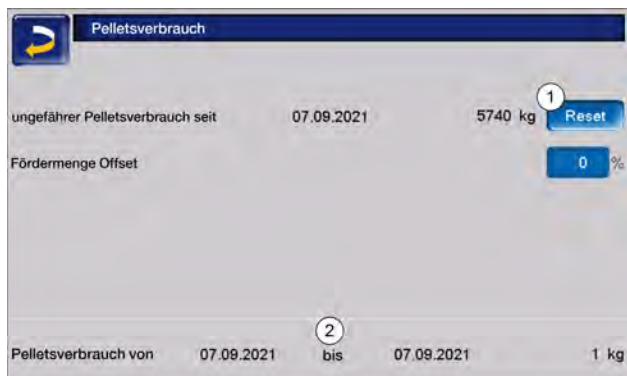 Pelletsverbrauch
1
ungefährer Pelletsverbrauch seit 07.09.2021 5740 kg Reset
Fördermenge Offset 0 %
2
Pelletsverbrauch von 07.09.2021 bis 07.09.2021 1 kg